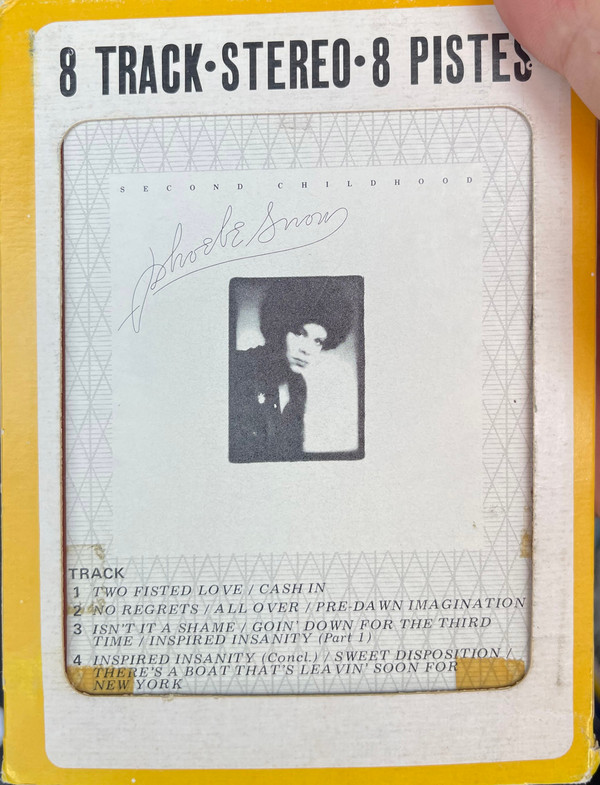 8 TRACK•STEREO•8 PISTES
SECOND CHILDHOOD
Phoebe Snow
TRACK
1 TWO FISTED LOVE / CASH IN
2 NO REGRETS / ALL OVER / PRE-DAWN IMAGINATION
3 ISN'T IT A SHAME / GOIN' DOWN FOR THE THIRD
TIME / INSPIRED INSANITY (Part 1)
4 INSPIRED INSANITY (Concl.) / SWEET DISPOSITION /
THERE'S A BOAT THAT'S LEAVIN' SOON FOR
NEW YORK